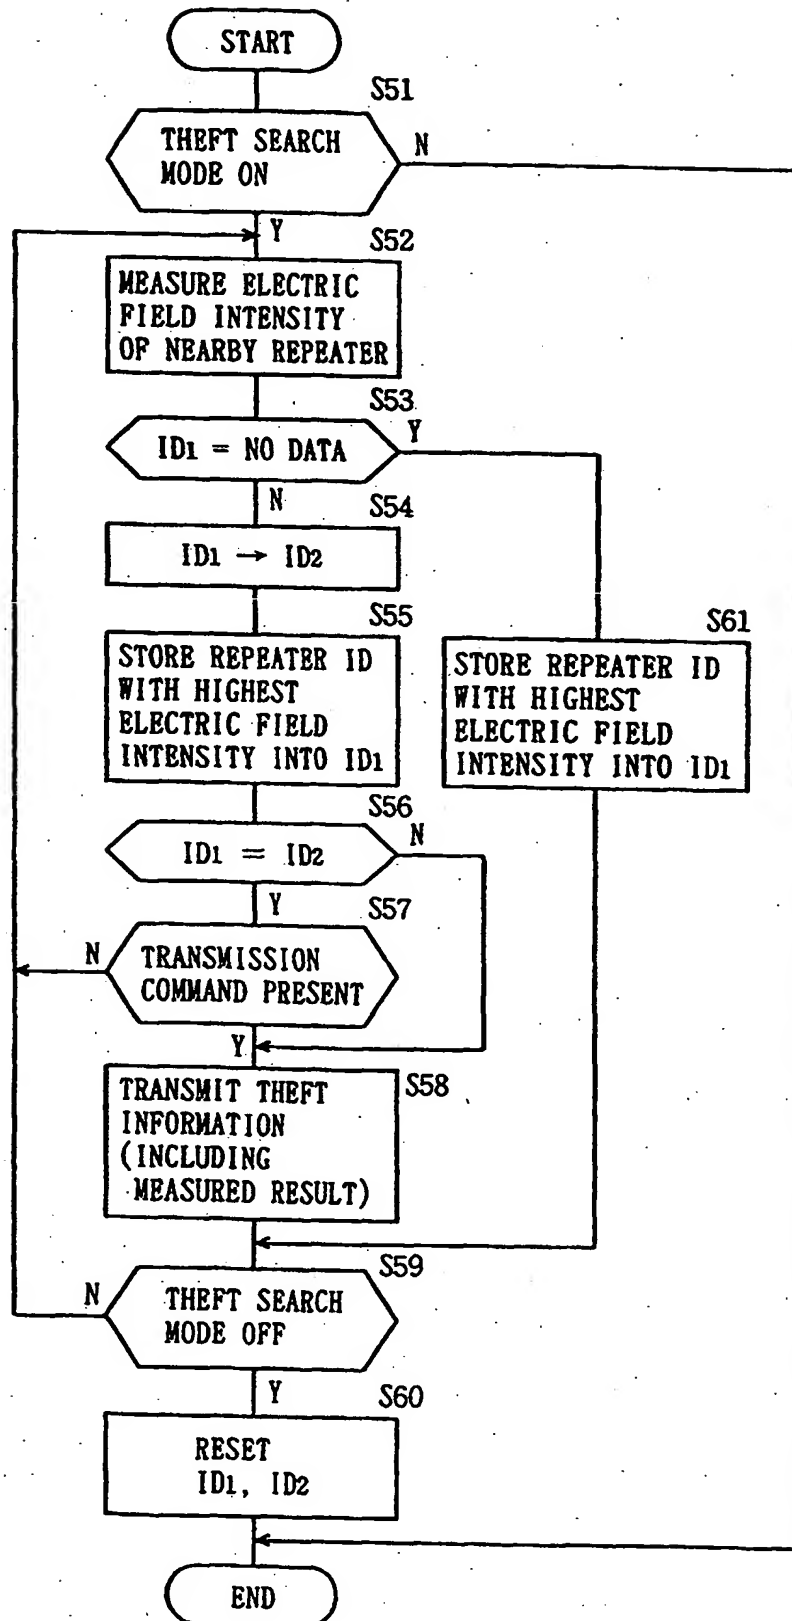 START
S51
THEFT SEARCH
MODE ON
N
Y
S52
MEASURE ELECTRIC
FIELD INTENSITY
OF NEARBY REPEATER
S53
ID1 = NO DATA
Y
N
S54
ID1 → ID2
S55
STORE REPEATER ID
WITH HIGHEST
ELECTRIC FIELD
INTENSITY INTO ID1
S61
STORE REPEATER ID
WITH HIGHEST
ELECTRIC FIELD
INTENSITY INTO ID1
S56
ID1 = ID2
N
Y
S57
N
TRANSMISSION
COMMAND PRESENT
Y
S58
TRANSMIT THEFT
INFORMATION
(INCLUDING
MEASURED RESULT)
S59
N
THEFT SEARCH
MODE OFF
Y
S60
RESET
ID1, ID2
END